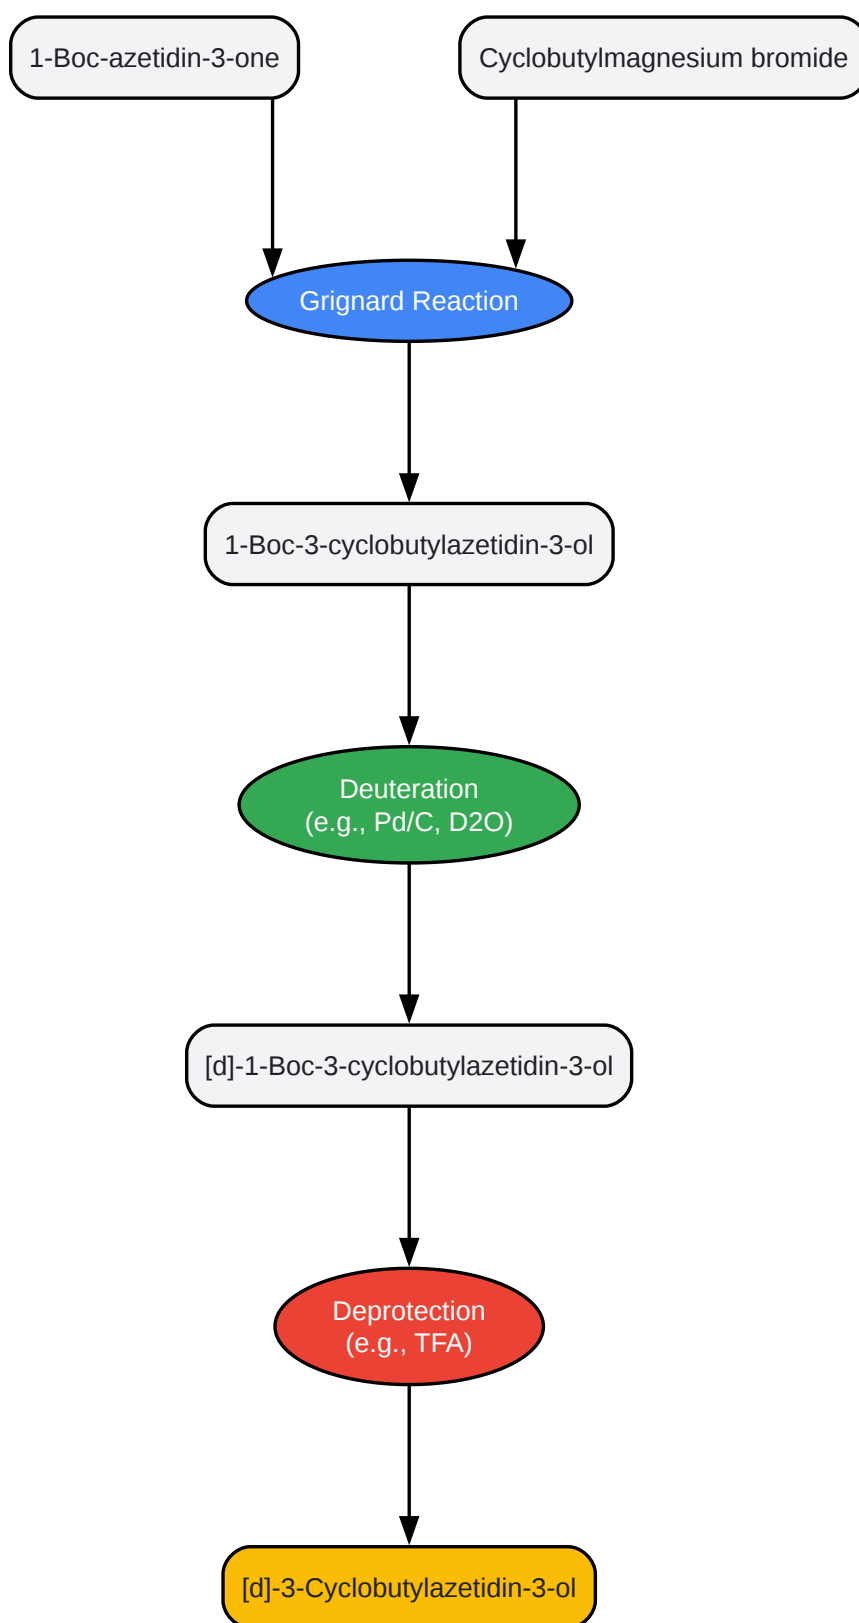 1-Boc-azetidin-3-one
Cyclobutylmagnesium bromide
Grignard Reaction
1-Boc-3-cyclobutylazetidin-3-ol
Deuteration
(e.g., Pd/C, D2O)
[d]-1-Boc-3-cyclobutylazetidin-3-ol
Deprotection
(e.g., TFA)
[d]-3-Cyclobutylazetidin-3-ol